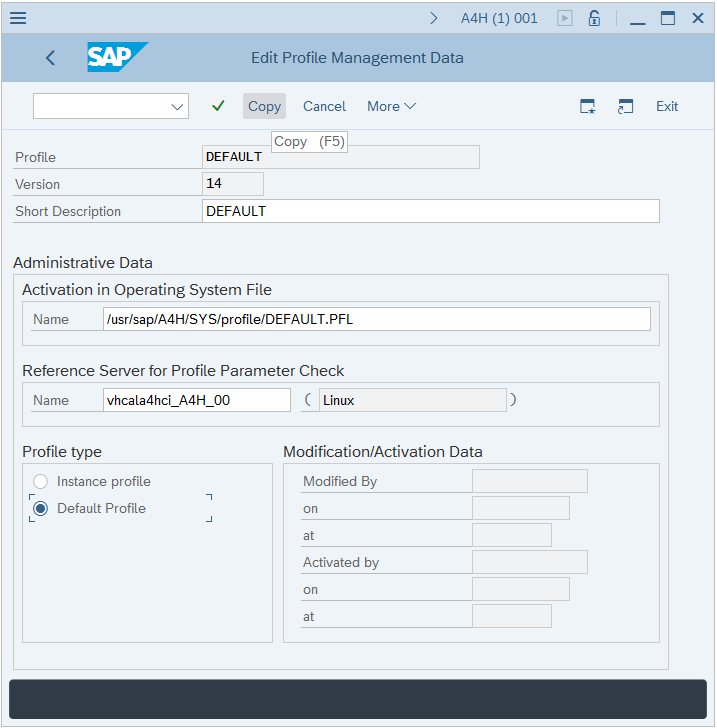 A4H (1) 001
SAP
Edit Profile Management Data
Copy Cancel More Exit
Copy (F5)
Profile DEFAULT
Version 14
Short Description DEFAULT
Administrative Data
Activation in Operating System File
Name /usr/sap/A4H/SYS/profile/DEFAULT.PFL
Reference Server for Profile Parameter Check
Name vhcala4hci_A4H_00 ( Linux )
Profile type
Instance profile
Default Profile
Modification/Activation Data
Modified By
on
at
Activated by
on
at